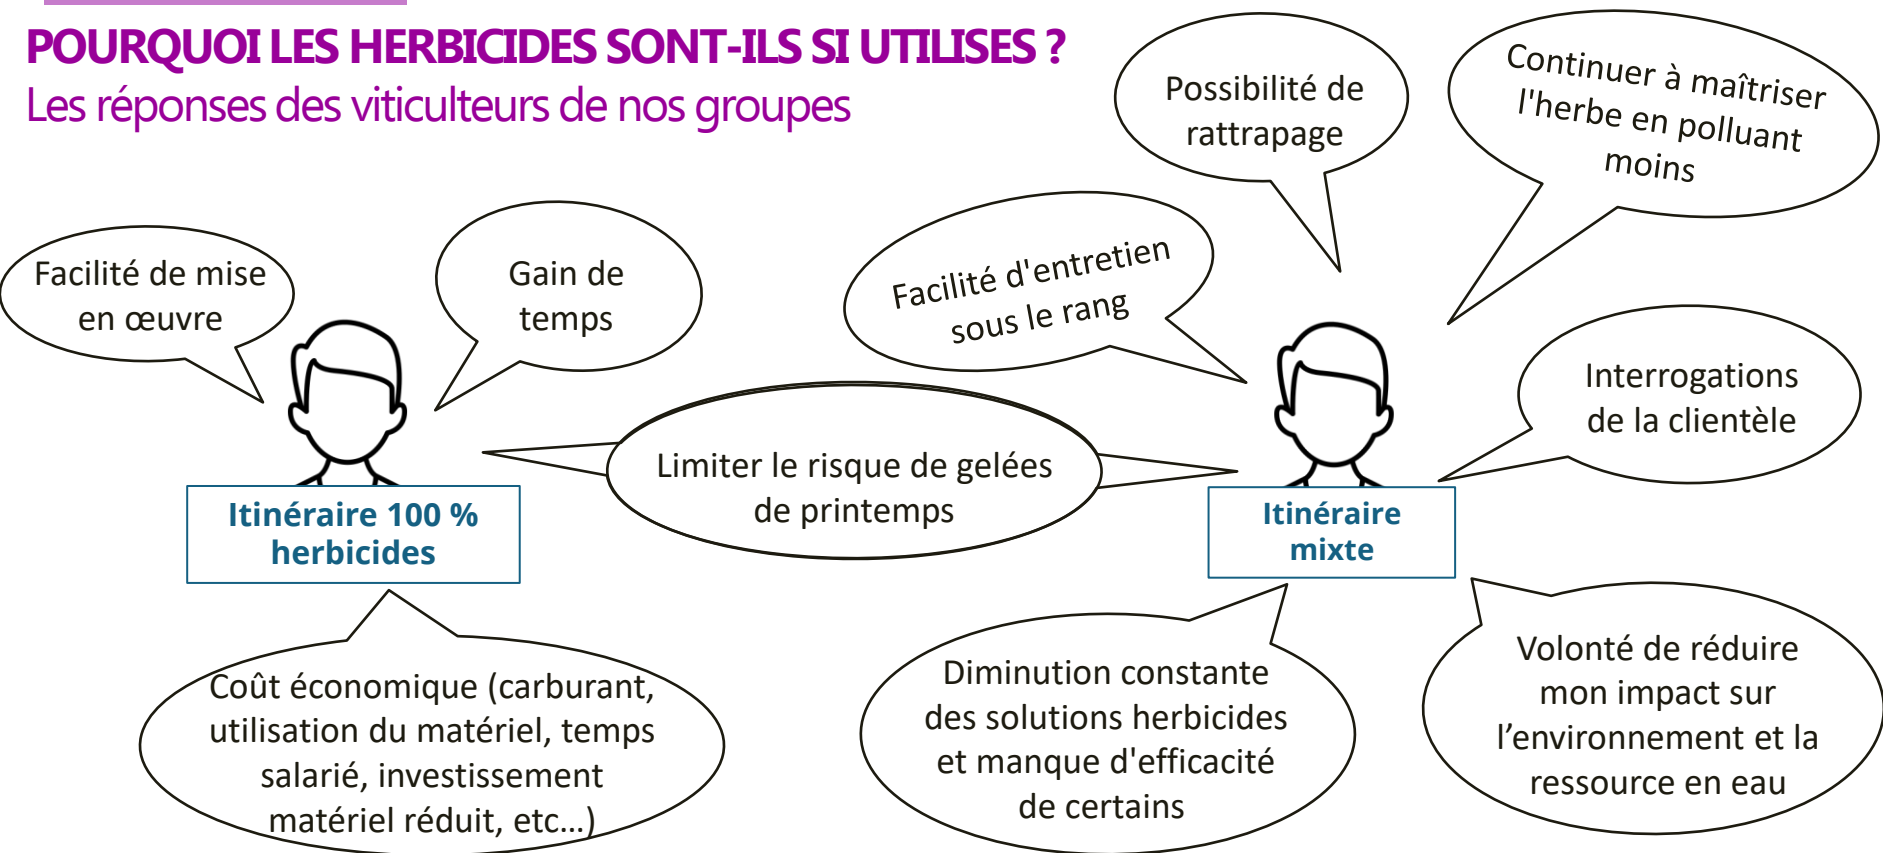 POURQUOI LES HERBICIDES SONT-ILS SI UTILISES ?
Les réponses des viticulteurs de nos groupes
Facilité de mise
en œuvre
Gain de
temps
Itinéraire 100 %
herbicides
Coût économique (carburant,
utilisation du matériel, temps
salarié, investissement
matériel réduit, etc…)
Limiter le risque de gelées
de printemps
Facilité d'entretien
sous le rang
Possibilité de
rattrapage
Continuer à maîtriser
l'herbe en polluant
moins
Interrogations
de la clientèle
Itinéraire
mixte
Diminution constante
des solutions herbicides
et manque d'efficacité
de certains
Volonté de réduire
mon impact sur
l’environnement et la
ressource en eau